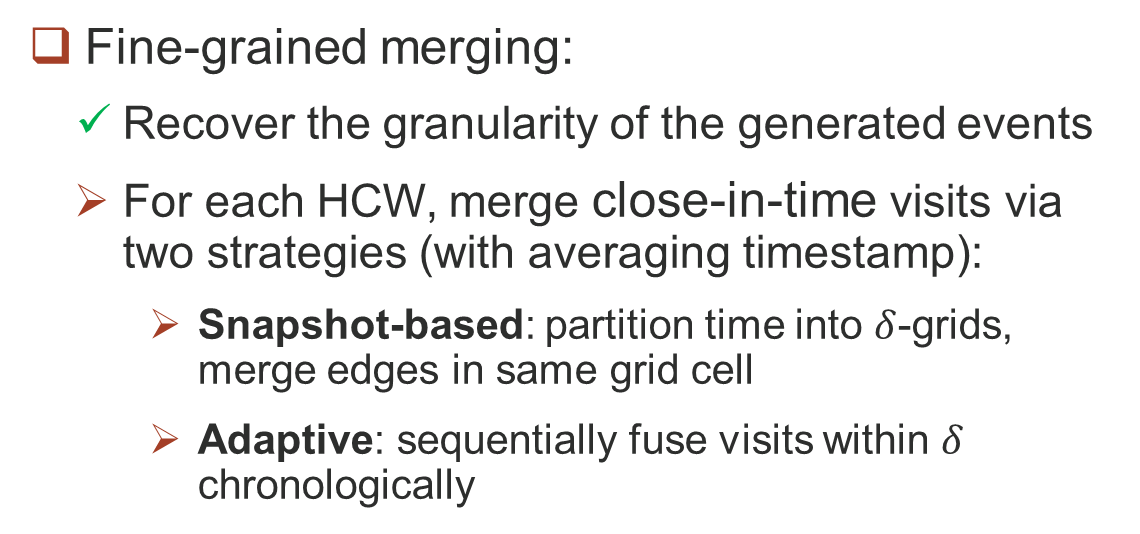 Fine-grained merging:
Recover the granularity of the generated events
For each HCW, merge close-in-time visits via
two strategies (with averaging timestamp):
Snapshot-based: partition time into 𝛿-grids,
merge edges in same grid cell
Adaptive: sequentially fuse visits within 𝛿
chronologically